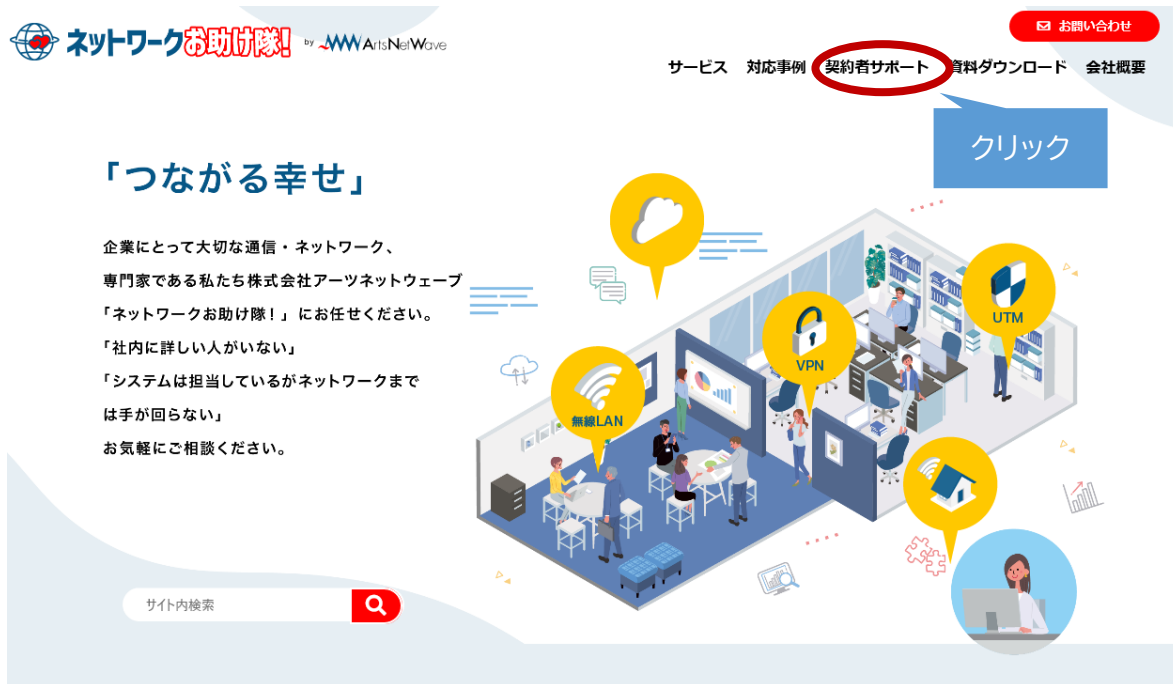 ネットワークお助け隊! by ArtsNetWave
お問い合わせ
サービス 対応事例 契約者サポート 資料ダウンロード 会社概要
クリック
「つながる幸せ」
企業にとって大切な通信・ネットワーク、
専門家である私たち株式会社アーツネットウェーブ
「ネットワークお助け隊!」にお任せください。
「社内に詳しい人がいない」
「システムは担当しているがネットワークまで
は手が回らない」
お気軽にご相談ください。
UTM
VPN
無線LAN
サイト内検索